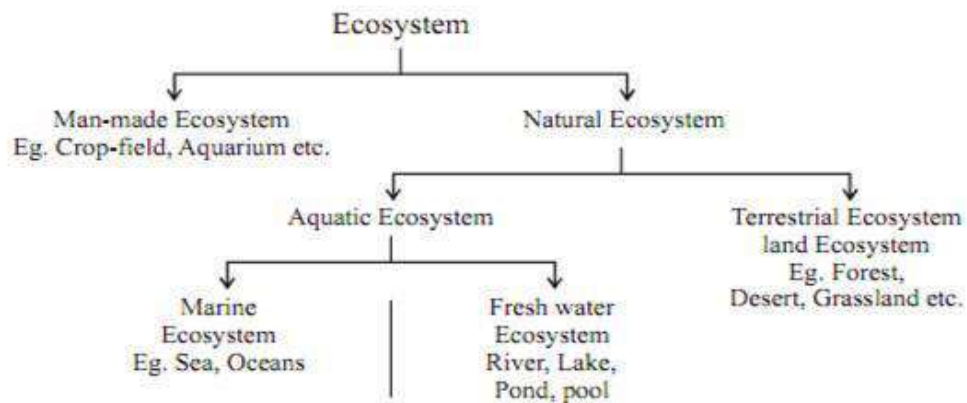 Ecosystem
Man-made Ecosystem
Eg. Crop-field, Aquarium etc.
Natural Ecosystem
Aquatic Ecosystem
Terrestrial Ecosystem
land Ecosystem
Eg. Forest,
Desert, Grassland etc.
Marine
Ecosystem
Eg. Sea, Oceans
Fresh water
Ecosystem
River, Lake,
Pond, pool